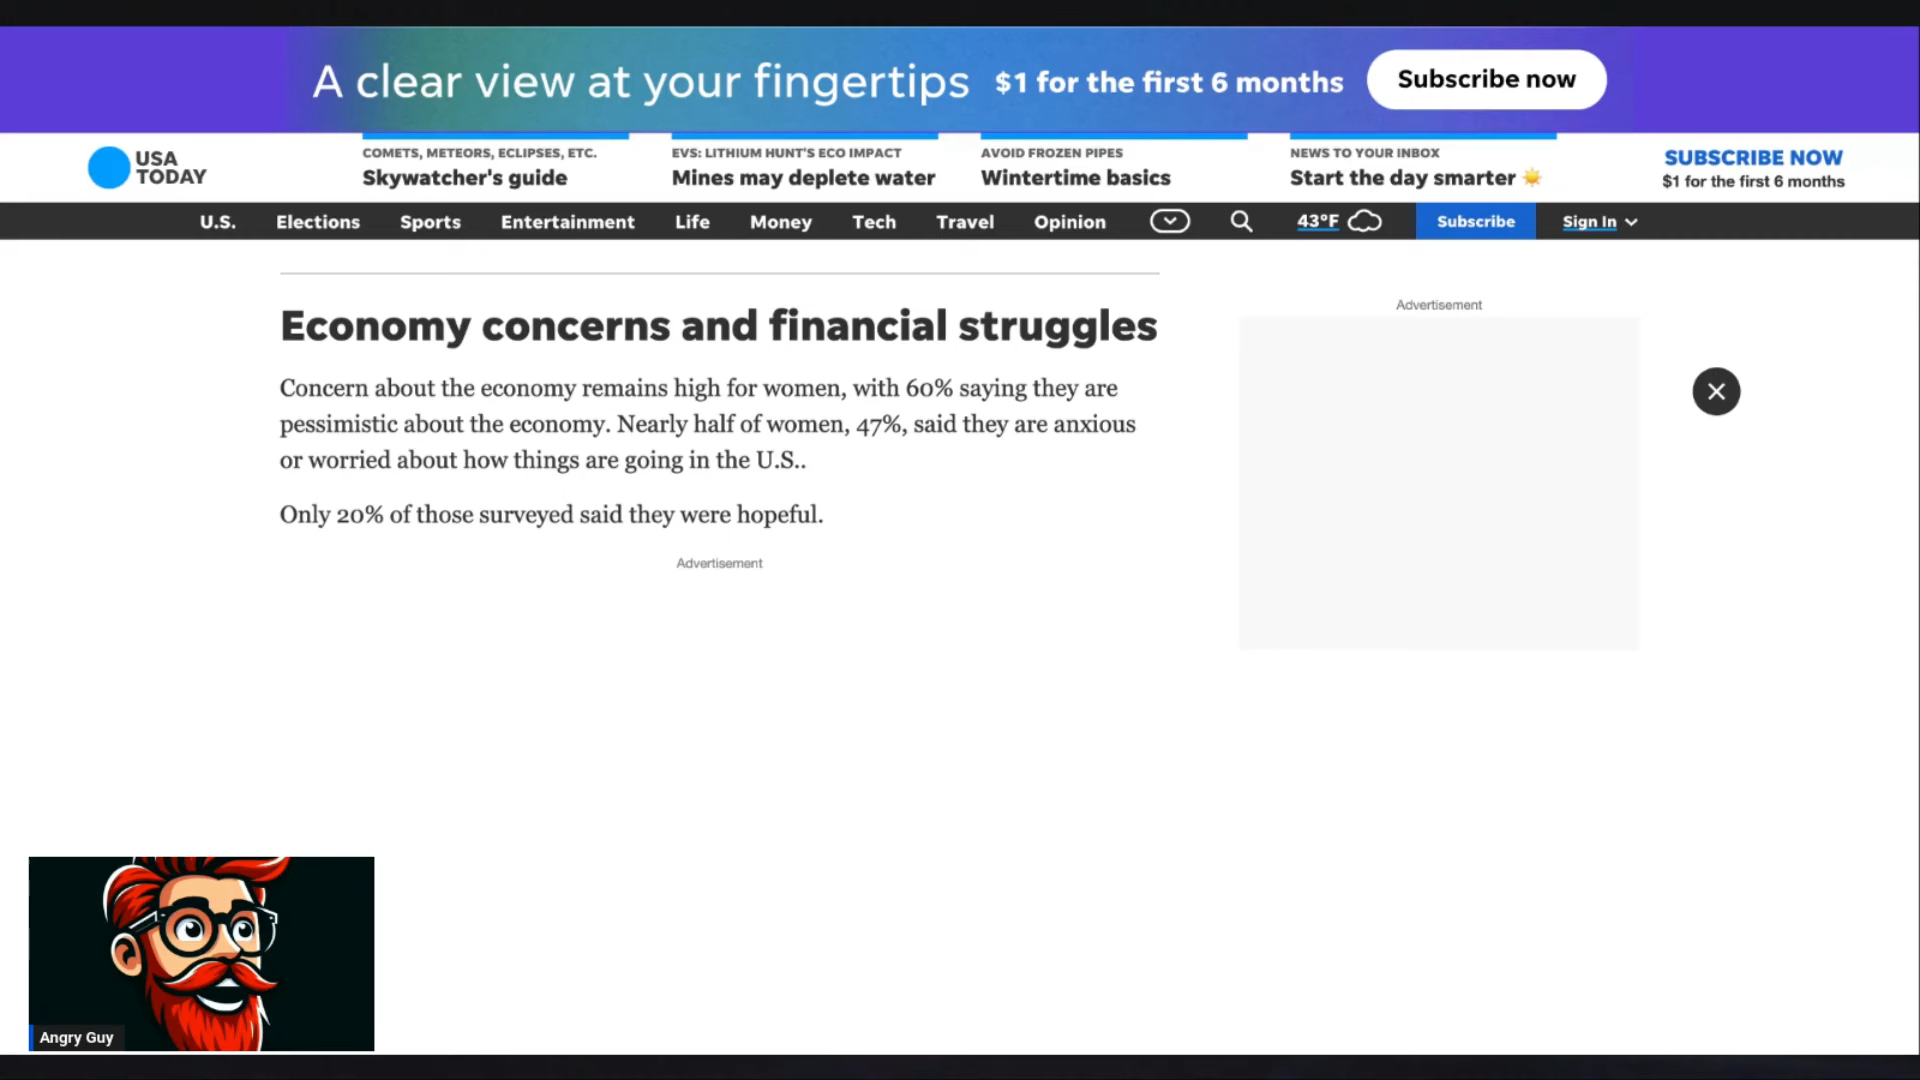 A clear view at your fingertips $1 for the first 6 months Subscribe now
USA
TODAY
COMETS, METEORS, ECLIPSES, ETC.
Skywatcher's guide
EVS: LITHIUM HUNT'S ECO IMPACT
Mines may deplete water
AVOID FROZEN PIPES
Wintertime basics
NEWS TO YOUR INBOX
Start the day smarter ☀️
SUBSCRIBE NOW
$1 for the first 6 months
U.S. Elections Sports Entertainment Life Money Tech Travel Opinion 43°F Subscribe Sign In
Economy concerns and financial struggles
Concern about the economy remains high for women, with 60% saying they are
pessimistic about the economy. Nearly half of women, 47%, said they are anxious
or worried about how things are going in the U.S..
Only 20% of those surveyed said they were hopeful.
Advertisement
Advertisement
Angry Guy